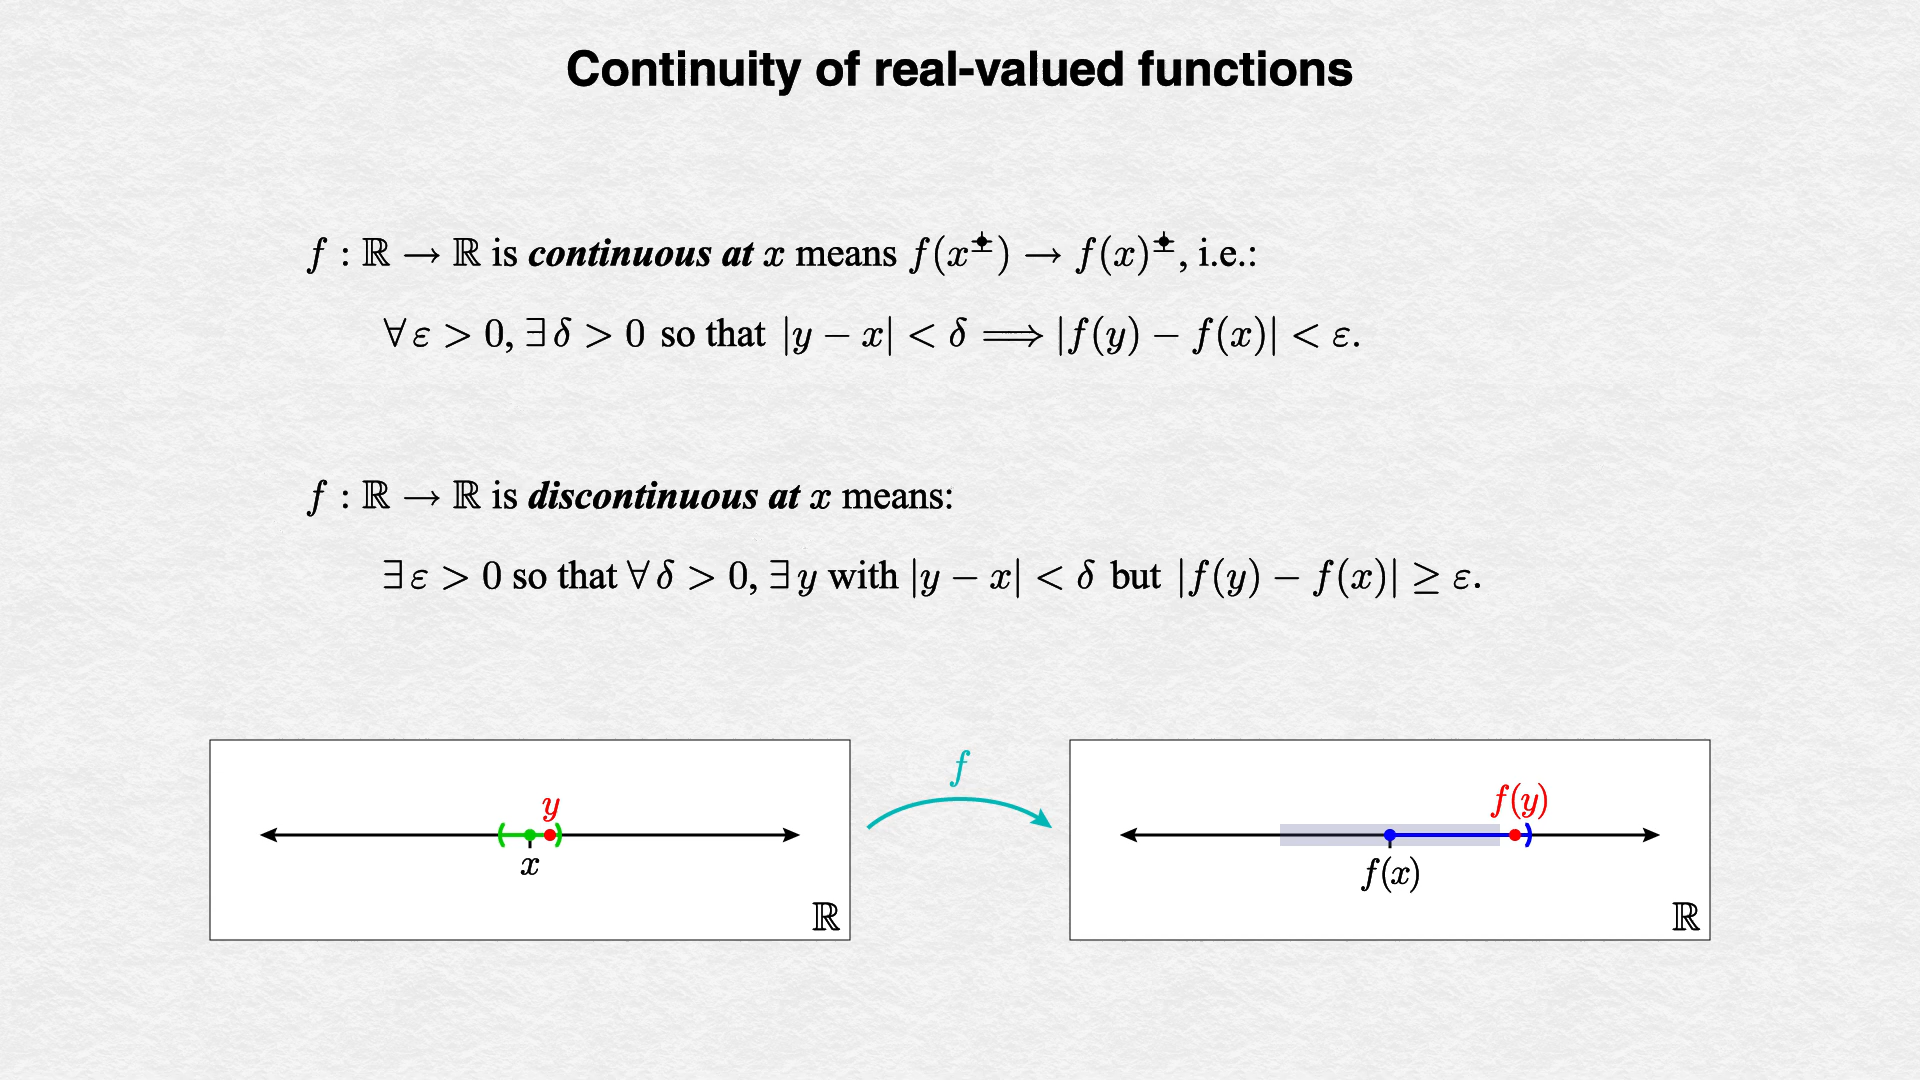 Continuity of real-valued functions
f : ℝ → ℝ is continuous at x means f(x^±) → f(x)^±, i.e.:
∀ε > 0, ∃δ > 0 so that |y − x| < δ ⟹ |f(y) − f(x)| < ε.
f : ℝ → ℝ is discontinuous at x means:
∃ε > 0 so that ∀δ > 0, ∃y with |y − x| < δ but |f(y) − f(x)| ≥ ε.
y
x
ℝ
f
f(y)
f(x)
ℝ